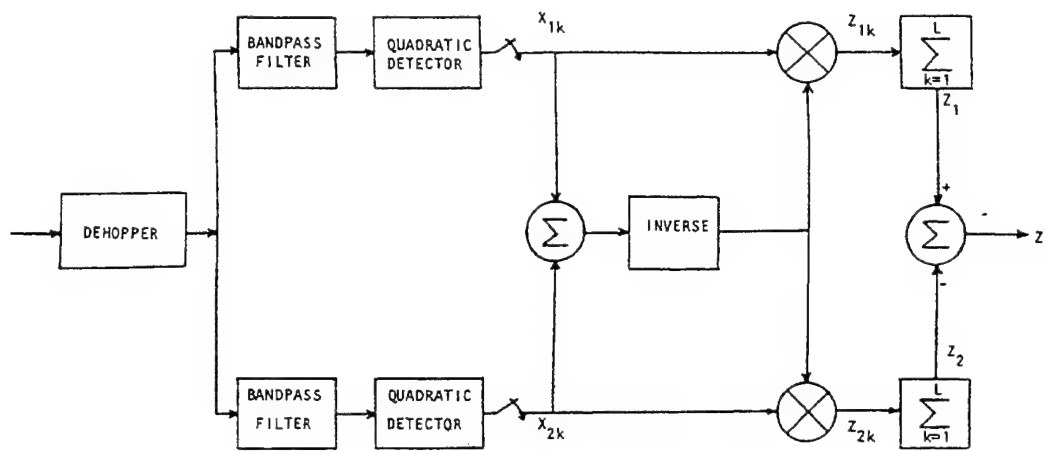 X1k
Z1k
BANDPASS
FILTER
QUADRATIC
DETECTOR
L
∑
k=1
Z1
+
DEHOPPER
∑
INVERSE
∑
-
Z
-
Z2
BANDPASS
FILTER
QUADRATIC
DETECTOR
X2k
Z2k
L
∑
k=1